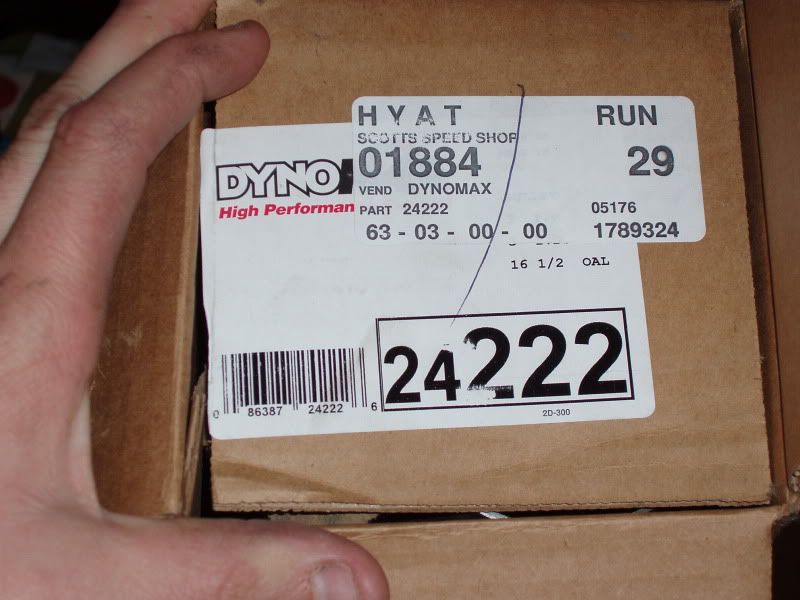 HYAT RUN
SCOTTS SPEED SHOP
01884 29
VEND DYNOMAX
PART 24222 05176
63 - 03 - 00 - 00 1789324
DYNO
High Performan
16 1/2 OAL
24222
0 86387 24222 6
2D-300